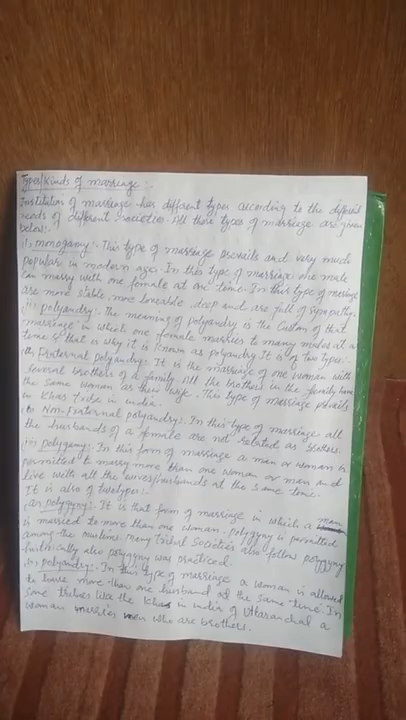 Types/Kinds of marriage :-
Institution of marriage has different types according to the different
needs of different societies. All these types of marriage are given
below:-
(i) monogamy:- This type of marriage prevails and very much
popular in modern ages. In this type of marriage one male
can marry with one female at one time. In this type of marriage
are more stable, more loveable, deep and are full of sympathy.
(ii) Polyandry: the meaning of polyandry is the custom of that
marriage in which one female marries to many males at a
time & that is why it is known as polyandry. It is of two type:-
(a) Fraternal polyandry:. It is the marriage of one woman with
several brothers of a family. All the brothers in the family have
the same woman as their wife. This type of marriage prevails
in Khas tribe in india.
(b) Non-Fraternal polyandry:. In this type of marriage all
the husbands of a female are not related as brothers.
(iii) polygamy:- In this form of marriage a man or woman is
permitted to marry more than one woman or man and
live with all the wives/husbands at the same time.
It is also of two types:-
(a) polygyny:. It is that form of marriage in which a man
is married to more than one woman. polygyny is permitted
among the muslims. Many tribal societies also follow polygyny
historically also polygyny was practiced.
(b) polyandry:. In this type of marriage a woman is allowed
to have more than one husband at the same time. In
some tribes like the Khas in india of Uttaranchal a
woman marries men who are brothers.